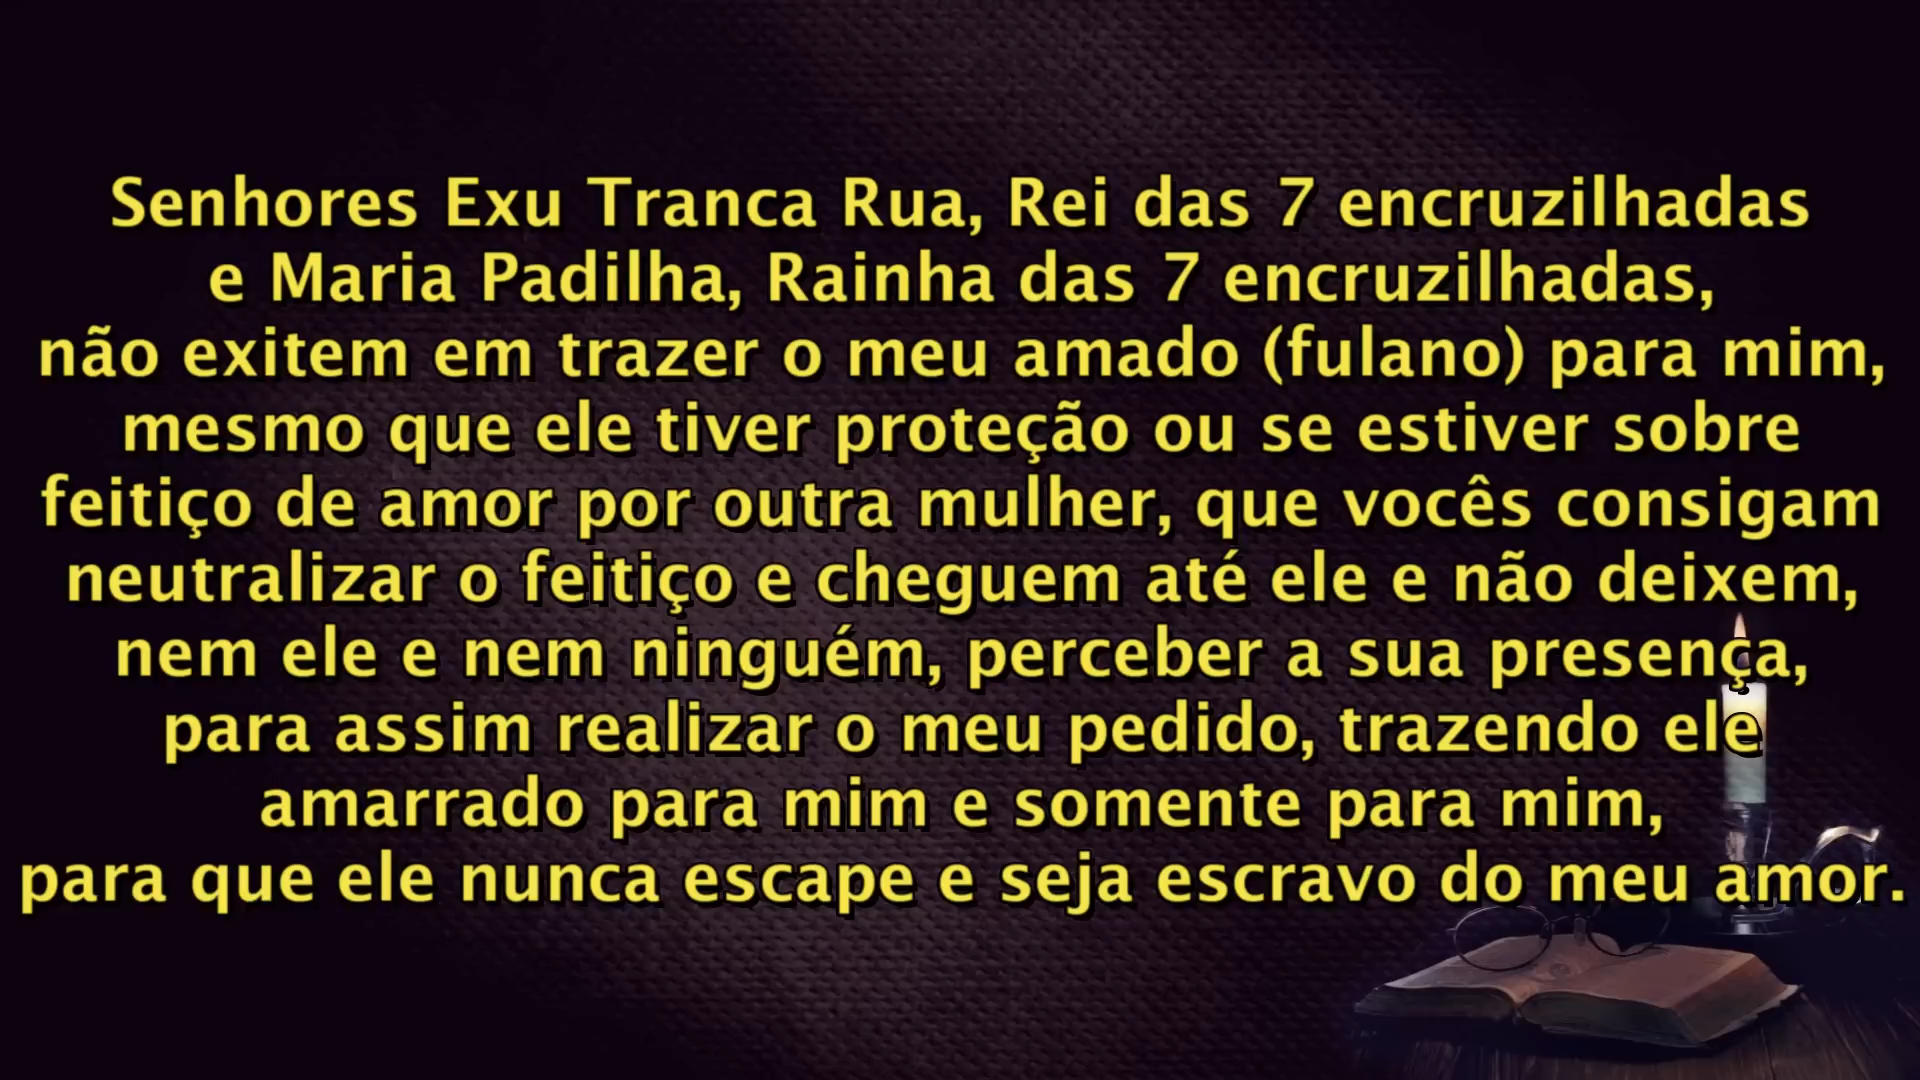 Senhores Exu Tranca Rua, Rei das 7 encruzilhadas
e Maria Padilha, Rainha das 7 encruzilhadas,
não exitem em trazer o meu amado (fulano) para mim,
mesmo que ele tiver proteção ou se estiver sobre
feitiço de amor por outra mulher, que vocês consigam
neutralizar o feitiço e cheguem até ele e não deixem,
nem ele e nem ninguém, perceber a sua presença,
para assim realizar o meu pedido, trazendo ele
amarrado para mim e somente para mim,
para que ele nunca escape e seja escravo do meu amor.